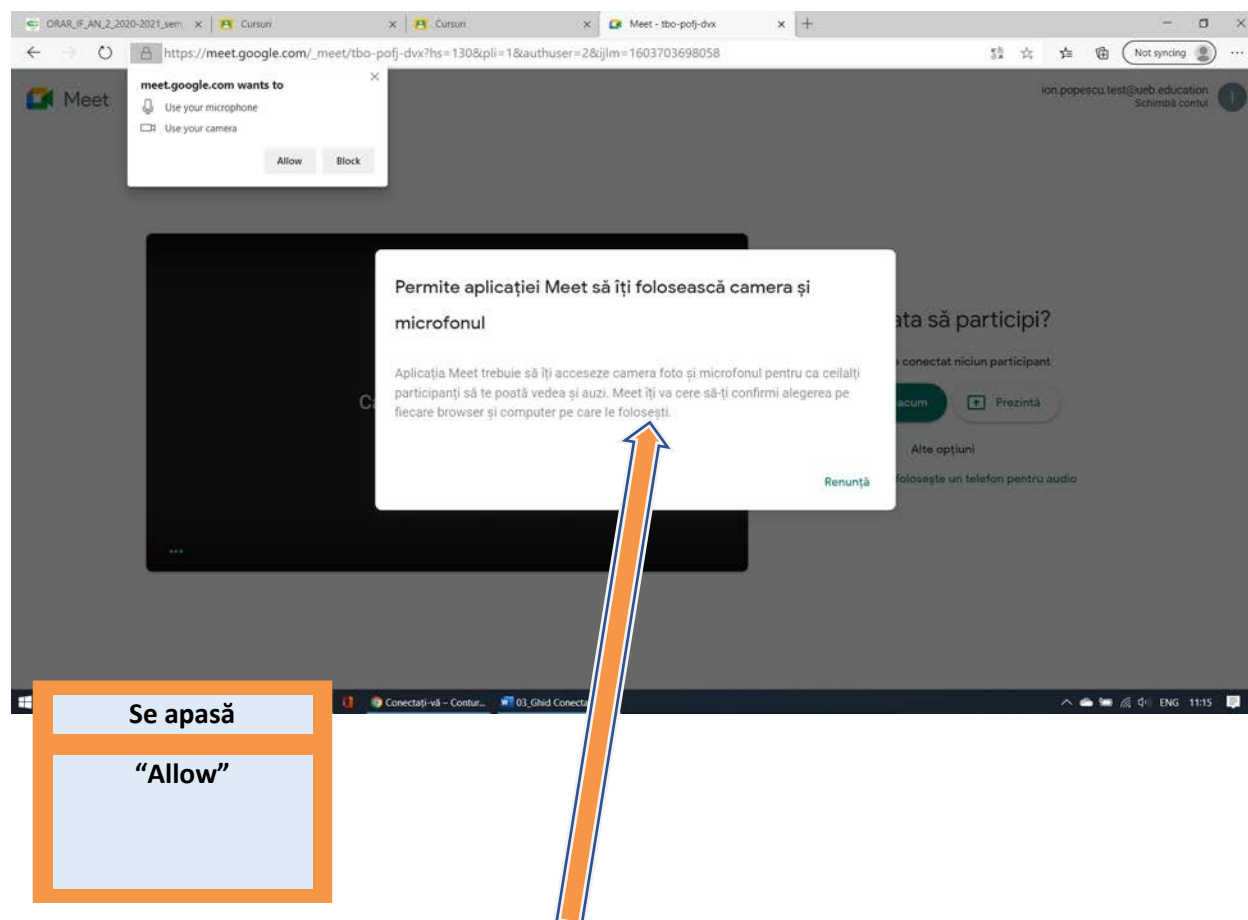 ORAR_IF_AN_2_2020-2021_sem
Cursuri
Cursuri
Meet - tbo-pofj-dvx
https://meet.google.com/_meet/tbo-pofj-dvx?hs=130&pli=1&authuser=2&ijlm=1603703698058
Not syncing
meet.google.com wants to
Use your microphone
Use your camera
Allow Block
Meet
ion.popescu.test@ueb.education
Schimbă contul
Permite aplicației Meet să îți folosească camera și
microfonul
Aplicația Meet trebuie să îți acceseze camera foto și microfonul pentru ca ceilalți
participanți să te poată vedea și auzi. Meet îți va cere să-ți confirmi alegerea pe
fiecare browser și computer pe care le folosești.
Renunță
ata să participi?
conectat niciun participant
acum
Prezintă
Alte opțiuni
folosește un telefon pentru audio
Conectați-vă – Contur...
03_Ghid Conecta
ENG 11:15
Se apasă
“Allow”